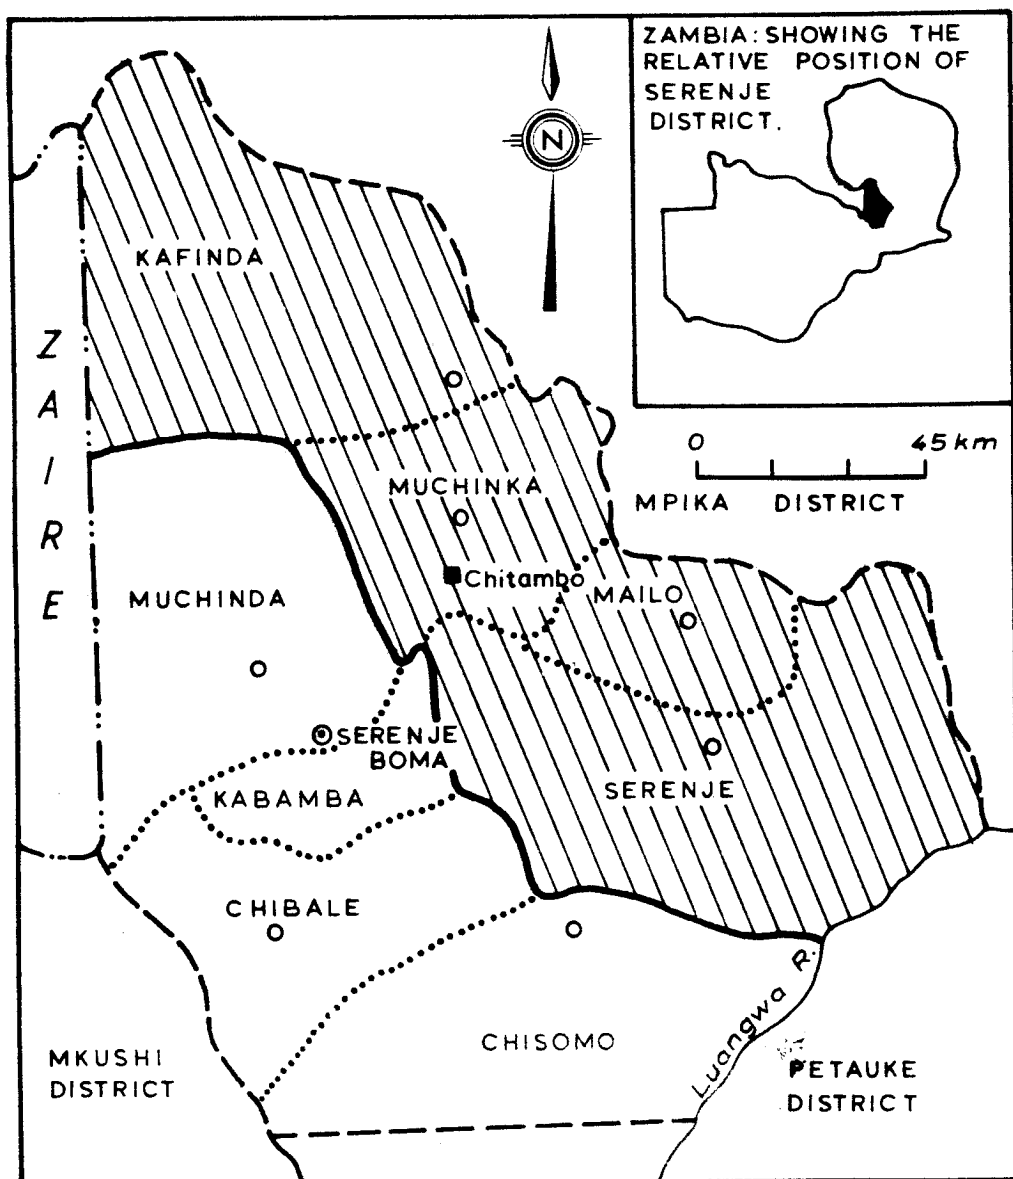 ZAMBIA: SHOWING THE
RELATIVE POSITION OF
SERENJE
DISTRICT.
N
KAFINDA
ZAIRE
0 45 km
MUCHINKA
MPIKA DISTRICT
Chitambo
MAILO
MUCHINDA
SERENJE
BOMA
KABAMBA
SERENJE
CHIBALE
Luangwa R.
CHISOMO
MKUSHI
DISTRICT
PETAUKE
DISTRICT